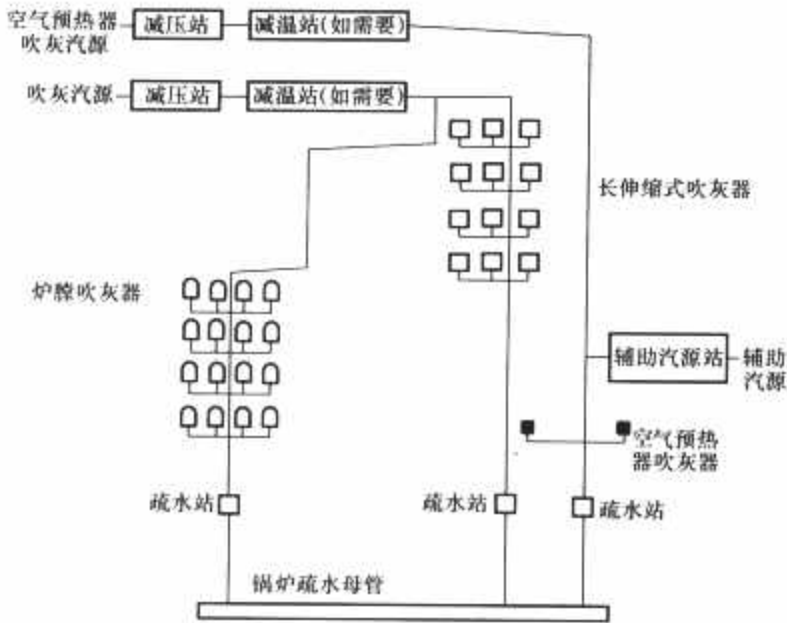 空气预热器
吹灰汽源
减压站
减温站(如需要)
吹灰汽源
减压站
减温站(如需要)
长伸缩式吹灰器
炉膛吹灰器
辅助汽源站
辅助
汽源
空气预热
器吹灰器
疏水站
疏水站
疏水站
锅炉疏水母管